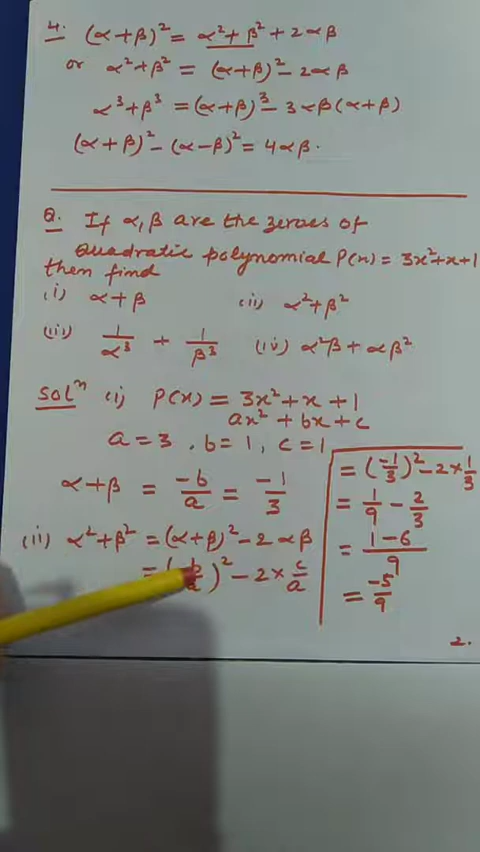 4. (α+β)² = α²+β²+2αβ
or α²+β² = (α+β)²-2αβ
α³+β³ = (α+β)³-3αβ(α+β)
(α+β)²-(α-β)² = 4αβ.
Q. If α,β are the zeroes of
Quadratic polynomial P(x) = 3x²+x+1
then find
(i) α+β (ii) α²+β²
(iii) 1/α³ + 1/β³ (iv) α²β+αβ²
Solⁿ (i) P(x) = 3x²+x+1
ax²+bx+c
a=3, b=1, c=1
α+β = -b/a = -1/3
(ii) α²+β² = (α+β)²-2αβ
= ( b/a )² - 2×c/a
= (-1/3)²-2×1/3
= 1/9 - 2/3
= 1-6/9
= -5/9
2.